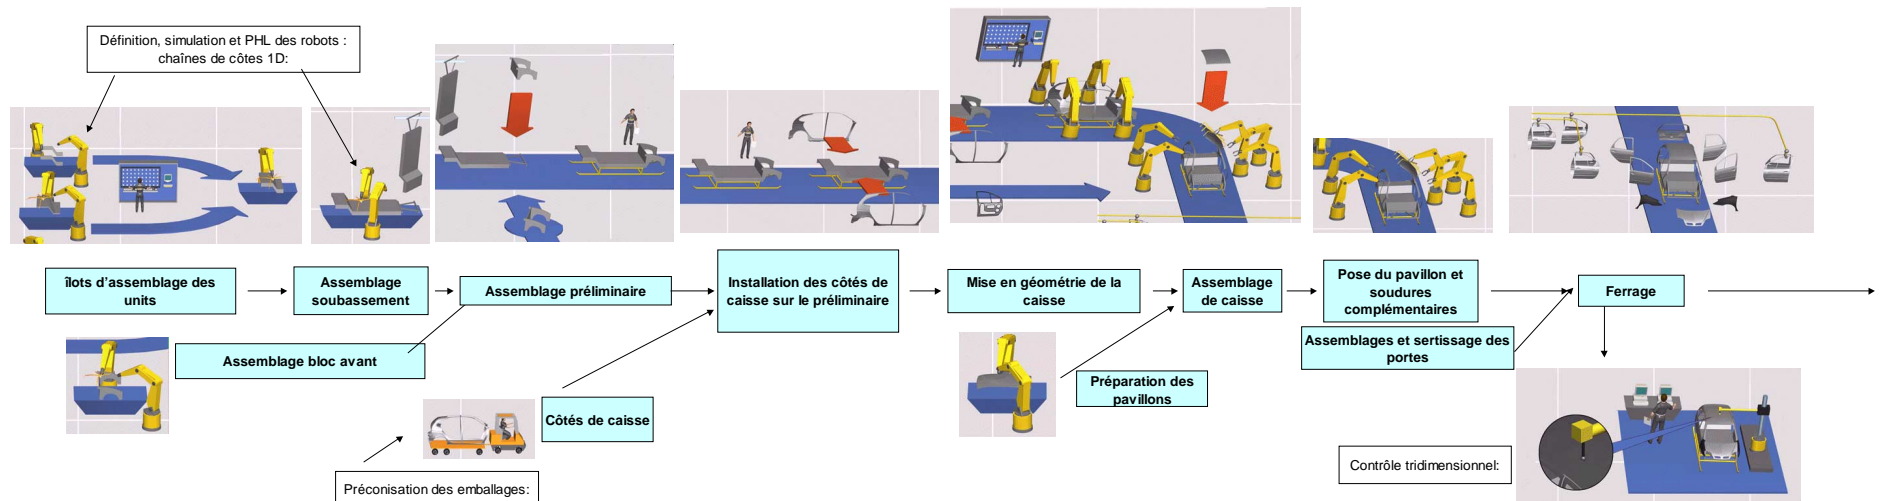 Définition, simulation et PHL des robots :
chaînes de côtes 1D:
îlots d'assemblage des
units
Assemblage
soubassement
Assemblage préliminaire
Installation des côtés de
caisse sur le préliminaire
Mise en géométrie de la
caisse
Assemblage
de caisse
Pose du pavillon et
soudures
complémentaires
Ferrage
Assemblage bloc avant
Assemblages et sertissage des
portes
Préparation des
pavillons
Côtés de caisse
Contrôle tridimensionnel:
Préconisation des emballages: